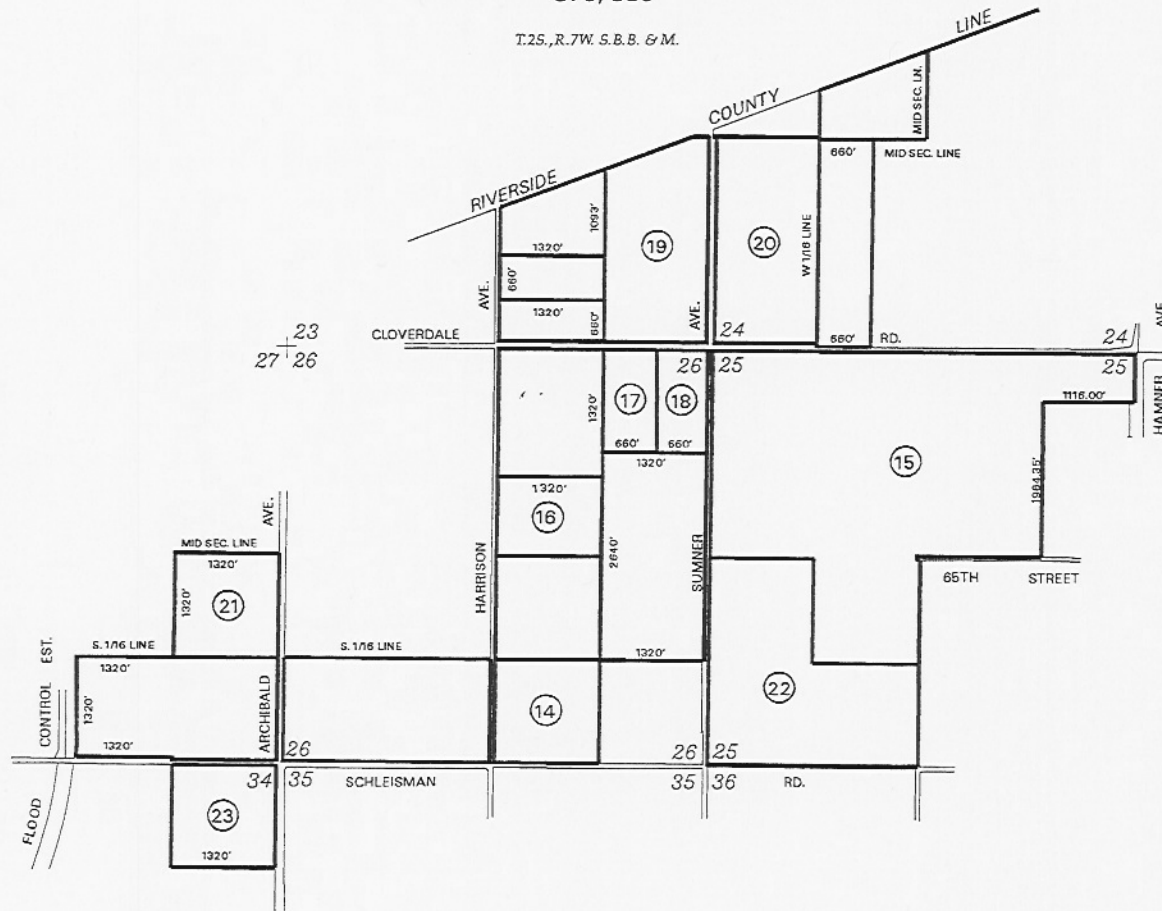 T.2S.,R.7W. S.B.B. & M.
LINE
COUNTY
MID SEC. LN.
RIVERSIDE
660'
MID SEC. LINE
1093'
19
20
W 1/16 LINE
1320'
660'
AVE.
1320'
660'
AVE.
AVE.
CLOVERDALE
24
660'
RD.
24
23
27 26
26
25
25
HAMNER
1116.00'
17
18
1320'
660'
660'
1320'
15
1984.35'
1320'
16
2640'
HARRISON
SUMNER
65TH STREET
AVE.
MID SEC. LINE
1320'
1320'
21
S. 1/16 LINE
S. 1/16 LINE
1320'
1320'
CONTROL EST.
1320'
1320'
ARCHIBALD
14
22
26
26
25
34
35
SCHLEISMAN
35
36
RD.
FLOOD
23
1320'